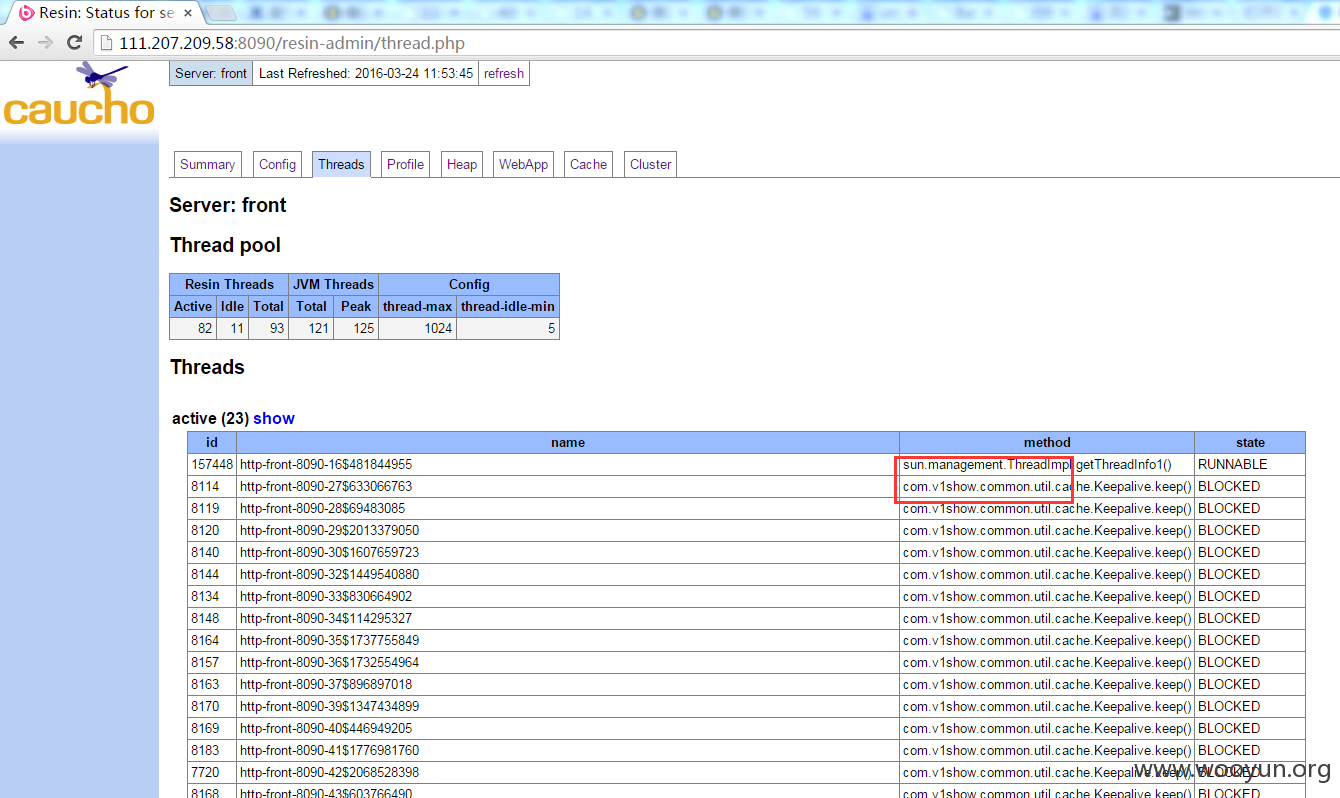 Resin: Status for se
111.207.209.58:8090/resin-admin/thread.php
caucho
Server: front Last Refreshed: 2016-03-24 11:53:45 refresh
Summary Config Threads Profile Heap WebApp Cache Cluster
Server: front
Thread pool
Resin Threads JVM Threads Config
Active Idle Total Total Peak thread-max thread-idle-min
82 11 93 121 125 1024 5
Threads
active (23) show
id name method state
157448 http-front-8090-16$481844955 sun.management.ThreadImpl.getThreadInfo1() RUNNABLE
8114 http-front-8090-27$633066763 com.v1show.common.util.cache.Keepalive.keep() BLOCKED
8119 http-front-8090-28$69483085 com.v1show.common.util.cache.Keepalive.keep() BLOCKED
8120 http-front-8090-29$2013379050 com.v1show.common.util.cache.Keepalive.keep() BLOCKED
8140 http-front-8090-30$1607659723 com.v1show.common.util.cache.Keepalive.keep() BLOCKED
8144 http-front-8090-32$1449540880 com.v1show.common.util.cache.Keepalive.keep() BLOCKED
8134 http-front-8090-33$830664902 com.v1show.common.util.cache.Keepalive.keep() BLOCKED
8148 http-front-8090-34$114295327 com.v1show.common.util.cache.Keepalive.keep() BLOCKED
8164 http-front-8090-35$1737755849 com.v1show.common.util.cache.Keepalive.keep() BLOCKED
8157 http-front-8090-36$1732554964 com.v1show.common.util.cache.Keepalive.keep() BLOCKED
8163 http-front-8090-37$896897018 com.v1show.common.util.cache.Keepalive.keep() BLOCKED
8170 http-front-8090-39$1347434899 com.v1show.common.util.cache.Keepalive.keep() BLOCKED
8169 http-front-8090-40$446949205 com.v1show.common.util.cache.Keepalive.keep() BLOCKED
8183 http-front-8090-41$1776981760 com.v1show.common.util.cache.Keepalive.keep() BLOCKED
7720 http-front-8090-42$2068528398 com.v1show.common.util.cache.Keepalive.keep() BLOCKED
8168 http-front-8090-43$603766490 com.v1show.common.util.cache.Keepalive.keep() BLOCKED
www.wooyun.org